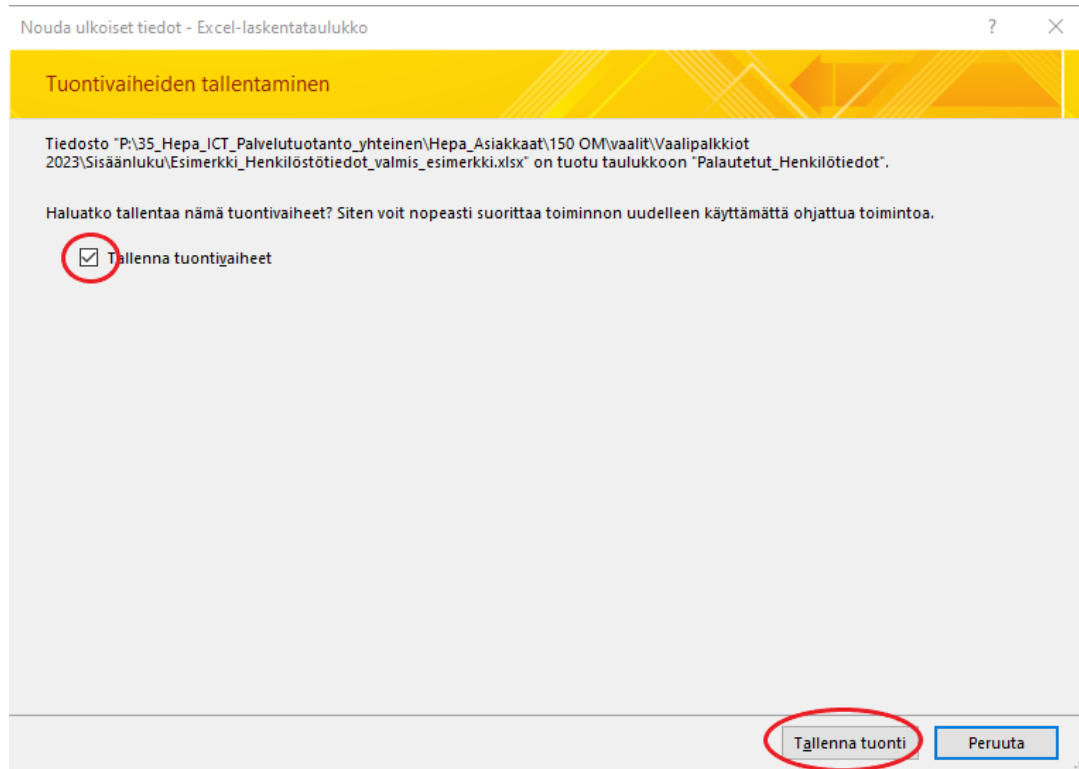 Nouda ulkoiset tiedot - Excel-laskentataulukko
?
Tuontivaiheiden tallentaminen
Tiedosto "P:\35_Hepa_ICT_Palvelutuotanto_yhteinen\Hepa_Asiakkaat\150 OM\vaalit\Vaalipalkkiot
2023\Sisäänluku\Esimerkki_Henkilöstötiedot_valmis_esimerkki.xlsx" on tuotu taulukkoon "Palautetut_Henkilötiedot".
Haluatko tallentaa nämä tuontivaiheet? Siten voit nopeasti suorittaa toiminnon uudelleen käyttämättä ohjattua toimintoa.
Tallenna tuontivaiheet
Tallenna tuonti
Peruuta